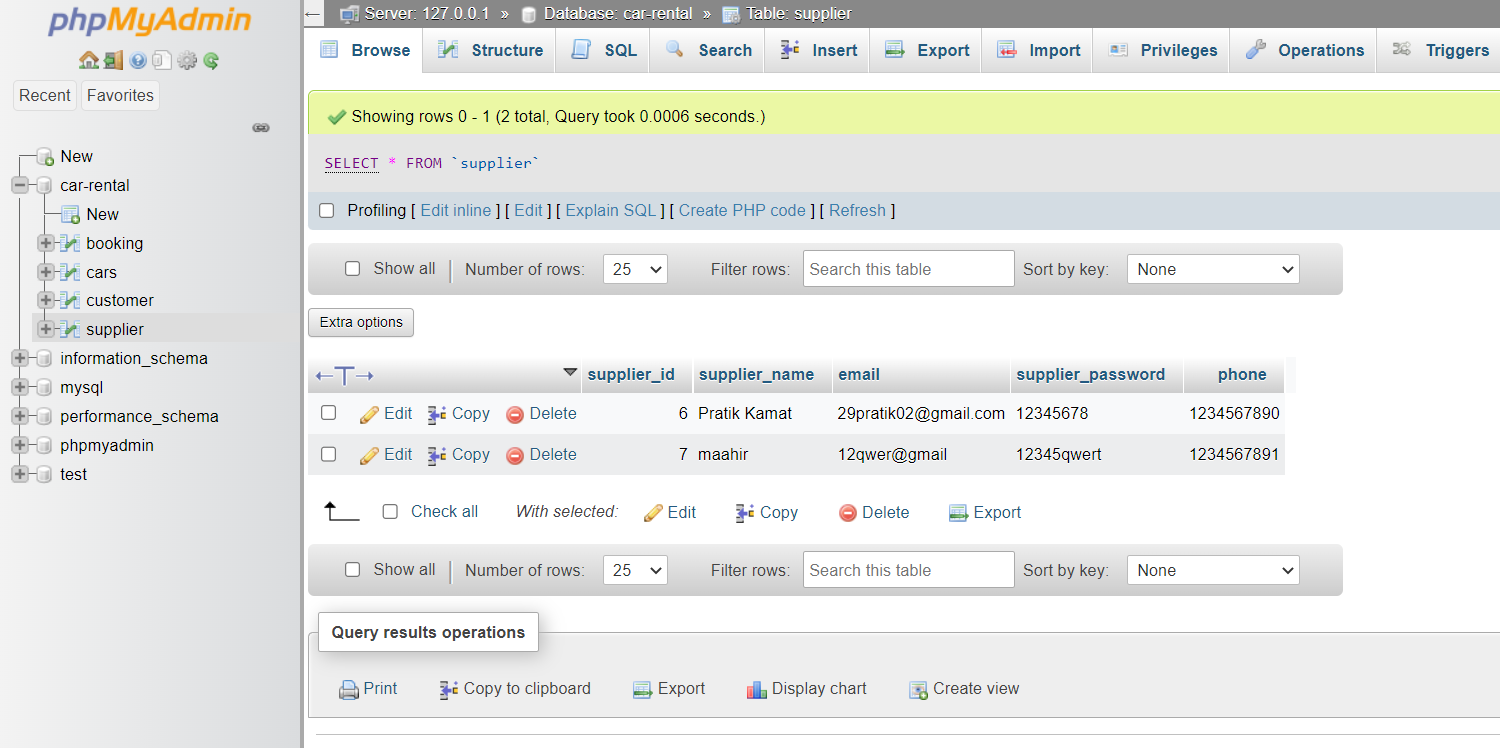 phpMyAdmin
Recent Favorites
New
car-rental
New
booking
cars
customer
supplier
information_schema
mysql
performance_schema
phpmyadmin
test
← Server: 127.0.0.1 » Database: car-rental » Table: supplier
Browse Structure SQL Search Insert Export Import Privileges Operations Triggers
Showing rows 0 - 1 (2 total, Query took 0.0006 seconds.)
SELECT * FROM `supplier`
Profiling [ Edit inline ] [ Edit ] [ Explain SQL ] [ Create PHP code ] [ Refresh ]
Show all | Number of rows: 25 Filter rows: Search this table Sort by key: None
Extra options
←T→ supplier_id supplier_name email supplier_password phone
Edit Copy Delete 6 Pratik Kamat 29pratik02@gmail.com 12345678 1234567890
Edit Copy Delete 7 maahir 12qwer@gmail 12345qwert 1234567891
Check all With selected: Edit Copy Delete Export
Show all | Number of rows: 25 Filter rows: Search this table Sort by key: None
Query results operations
Print Copy to clipboard Export Display chart Create view